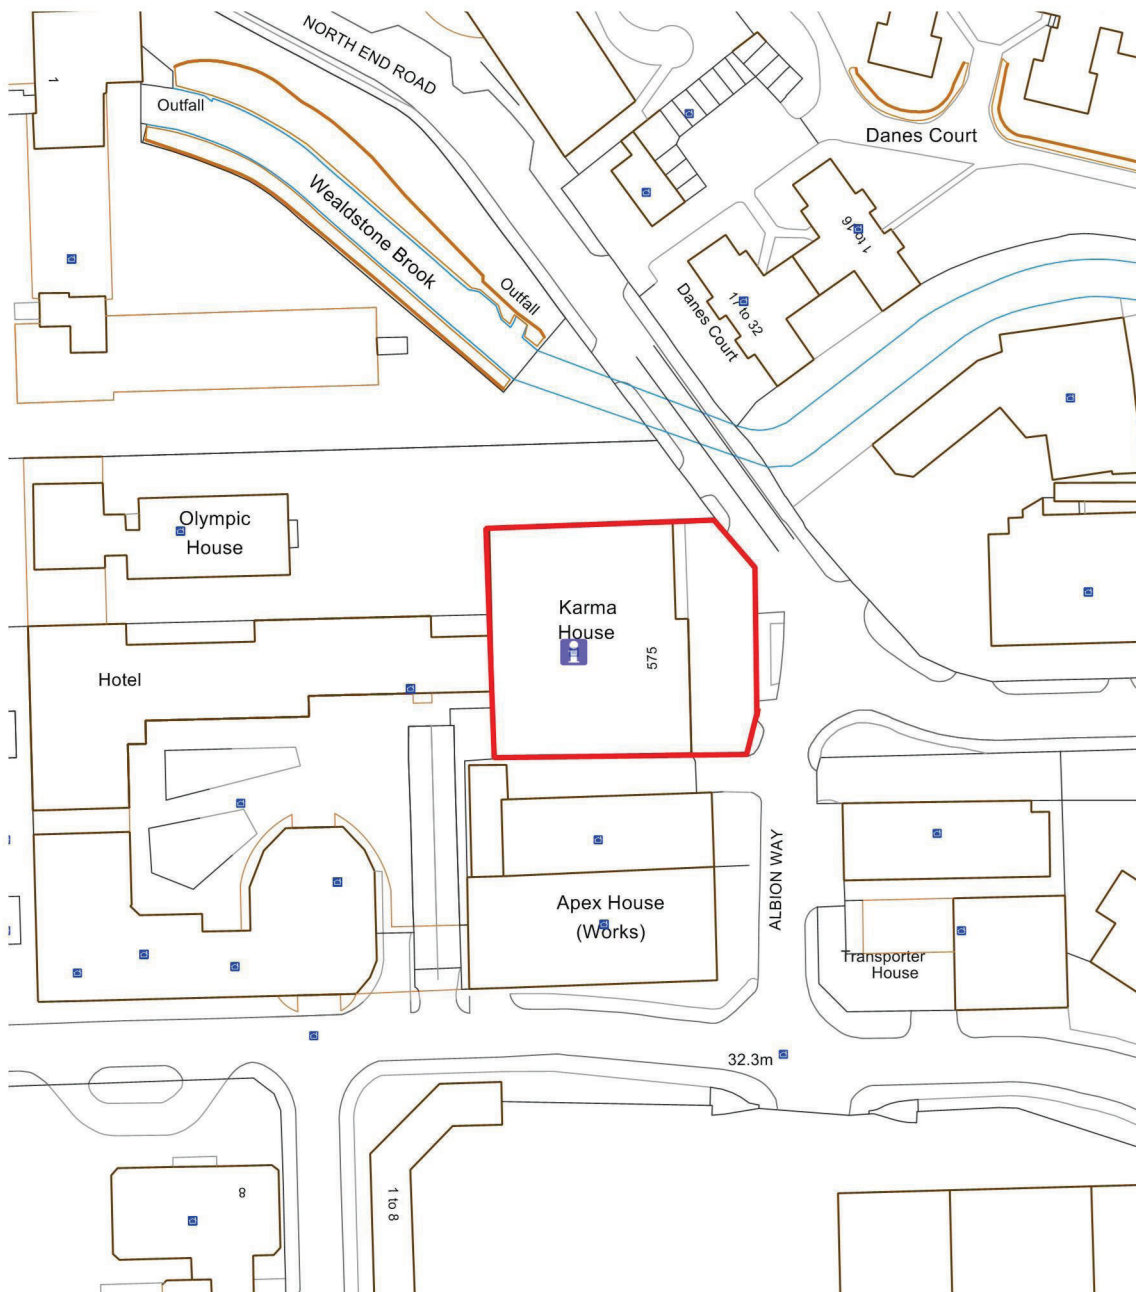 NORTH END ROAD
1
Outfall
Danes Court
Wealdstone Brook
1 to 16
Outfall
17 to 32
Danes Court
Olympic
House
Karma
House
575
Hotel
ALBION WAY
Apex House
(Works)
Transporter
House
32.3m
8
1 to 8